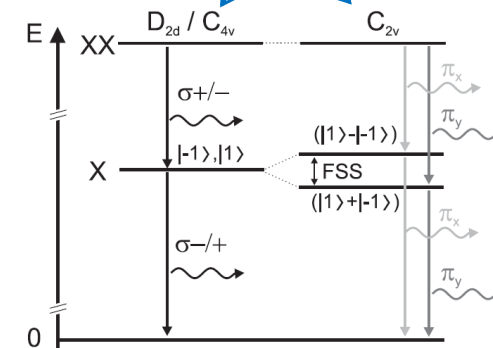 D2d / C4v
C2v
E
XX
σ+/−
πx
πy
(|1⟩-|-1⟩)
|-1⟩,|1⟩
X
FSS
(|1⟩+|-1⟩)
πx
σ−/+
πy
0